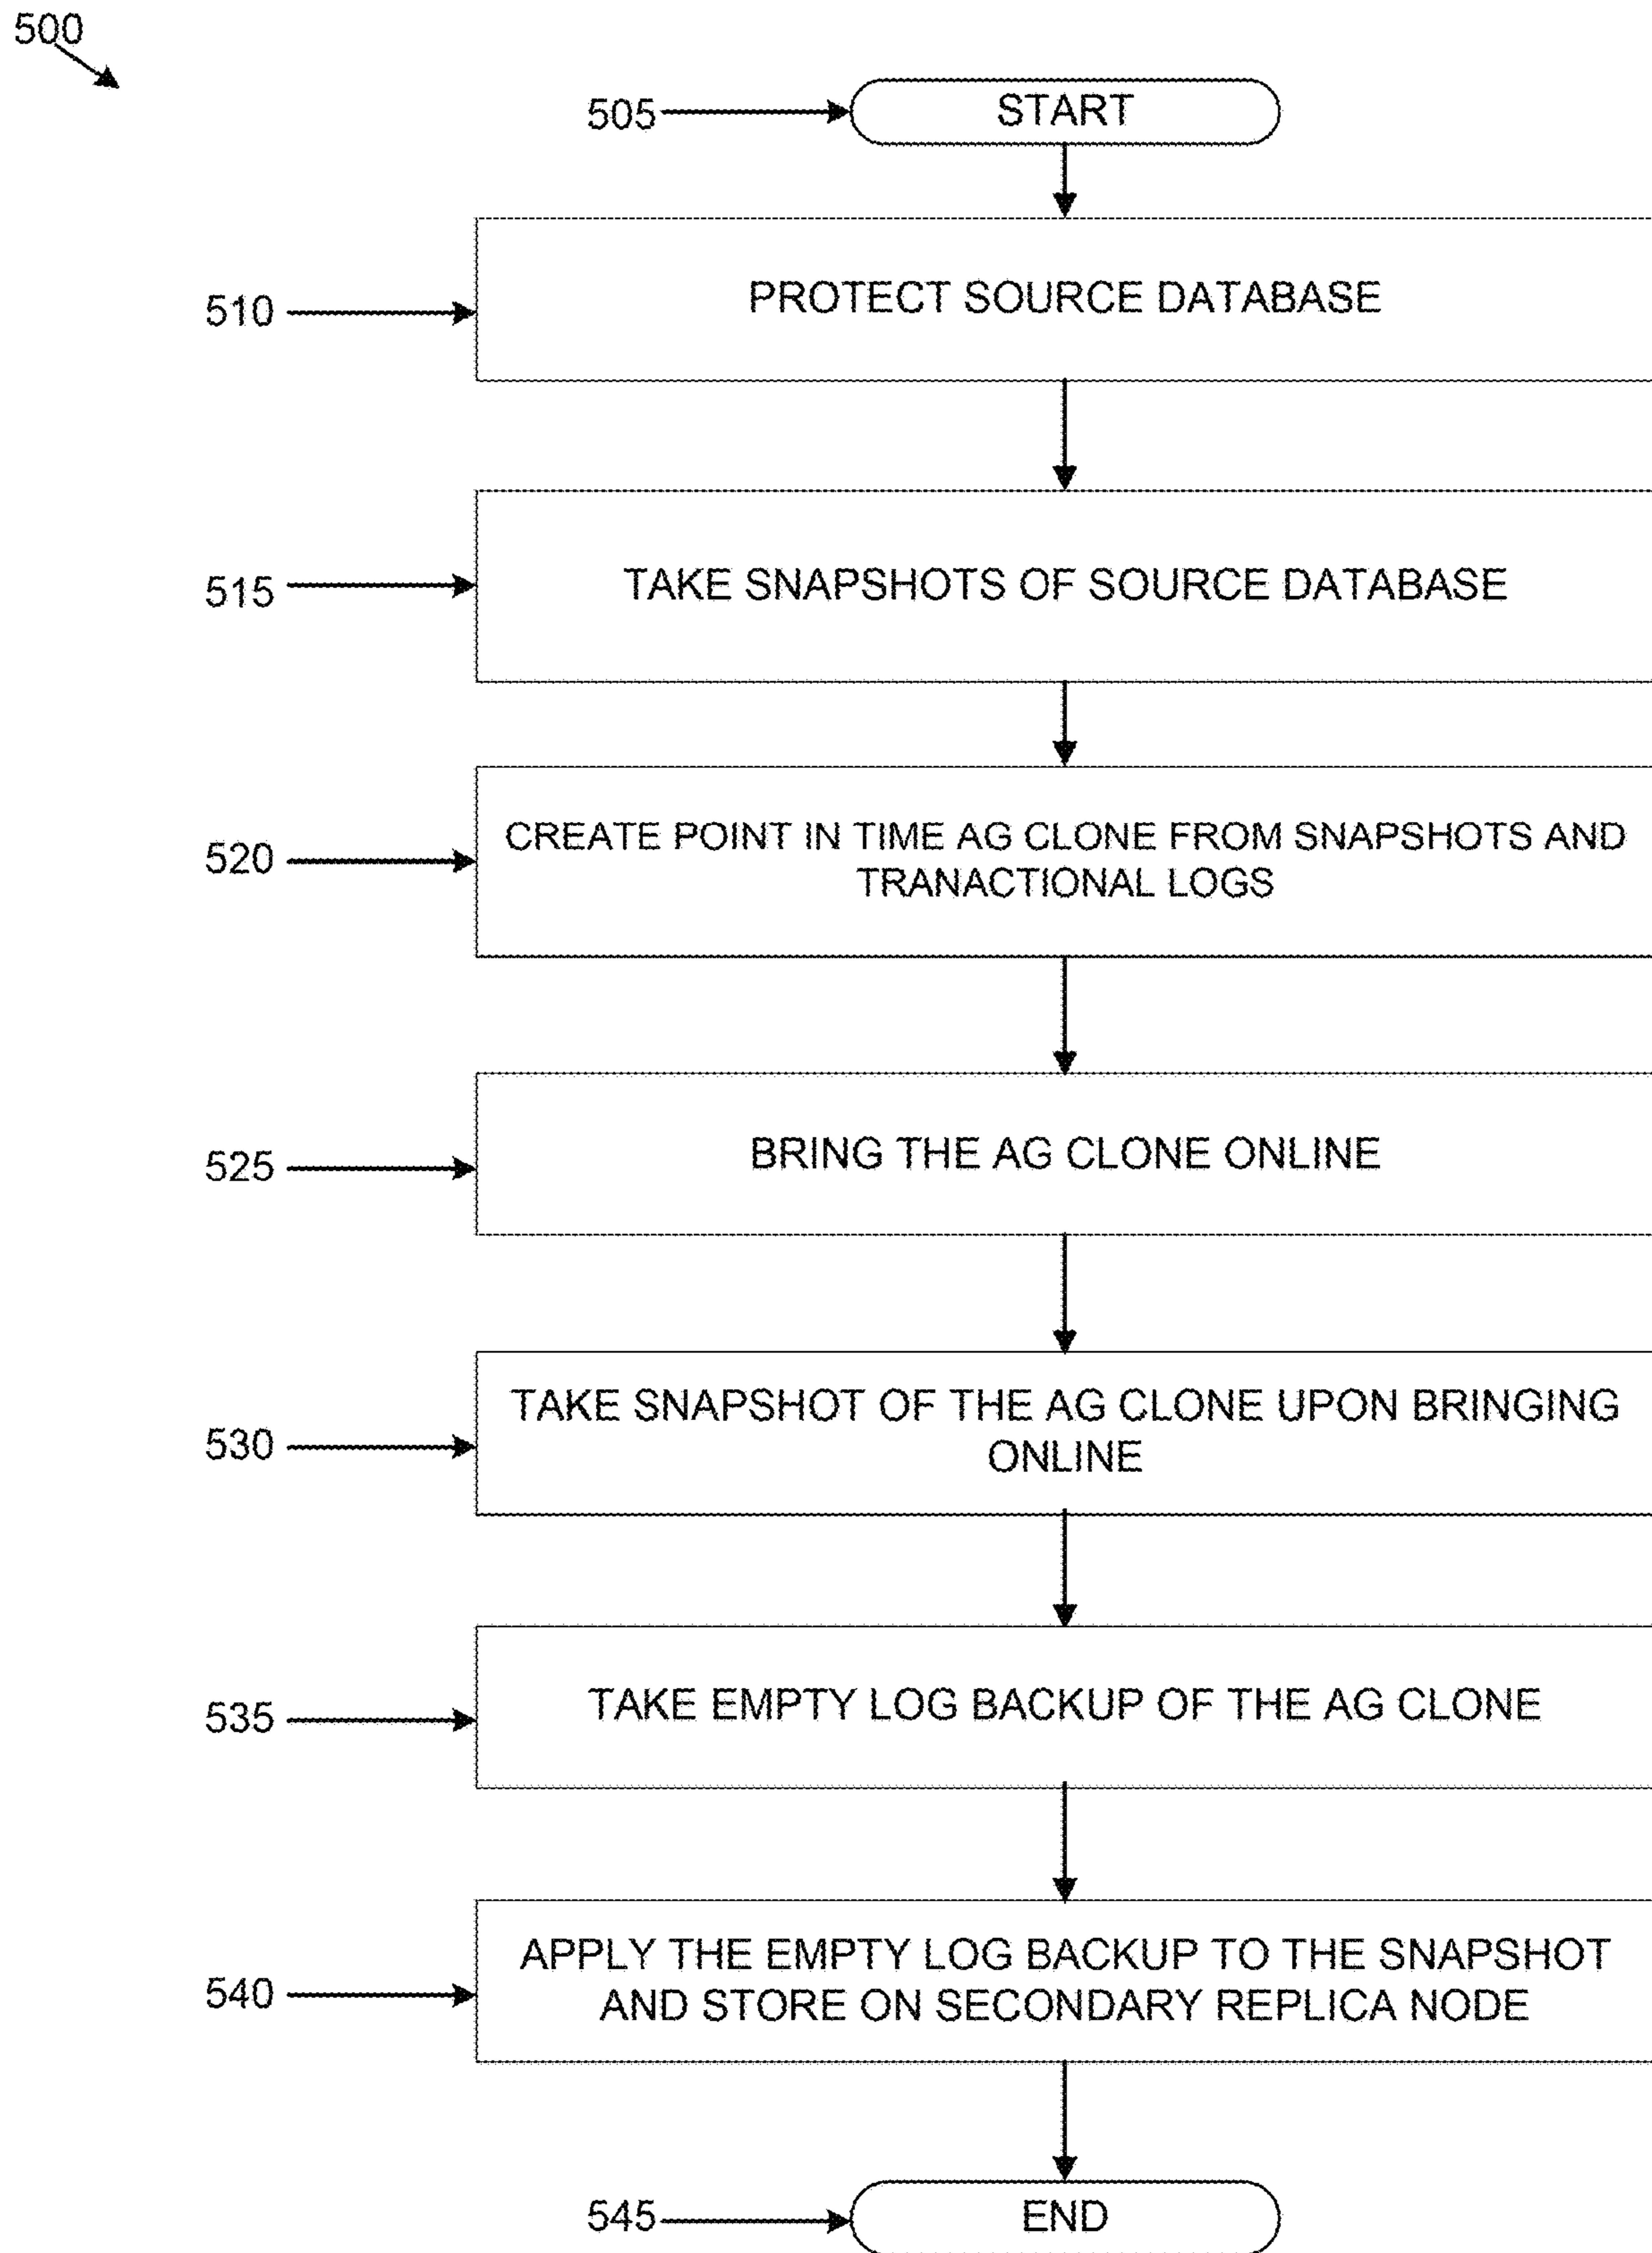 500
505
START
510
PROTECT SOURCE DATABASE
515
TAKE SNAPSHOTS OF SOURCE DATABASE
520
CREATE POINT IN TIME AG CLONE FROM SNAPSHOTS AND
TRANACTIONAL LOGS
525
BRING THE AG CLONE ONLINE
530
TAKE SNAPSHOT OF THE AG CLONE UPON BRINGING
ONLINE
535
TAKE EMPTY LOG BACKUP OF THE AG CLONE
540
APPLY THE EMPTY LOG BACKUP TO THE SNAPSHOT
AND STORE ON SECONDARY REPLICA NODE
545
END